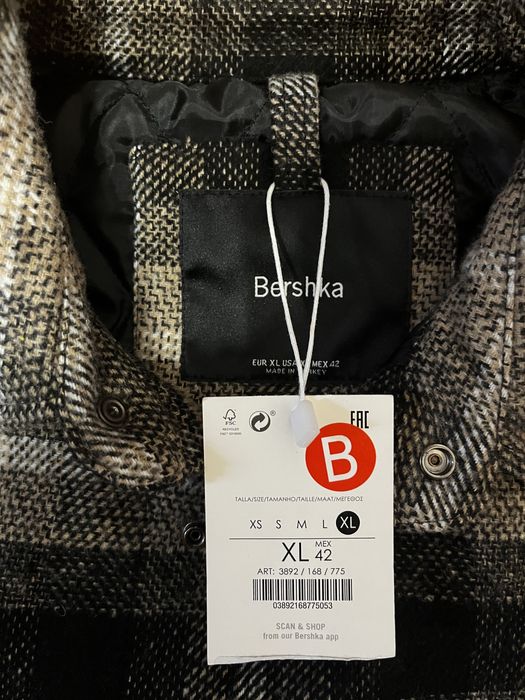 Bershka
EUR XL USA XL MEX 42
MADE IN TURKEY
FSC
EAC
B
TALLA/SIZE/TAMANHO/TAILLE/MAAT/ΜΕΓΕΘΟΣ
XS S M L XL
XL MEX 42
ART: 3892 / 168 / 775
03892168775053
SCAN & SHOP
from our Bershka app